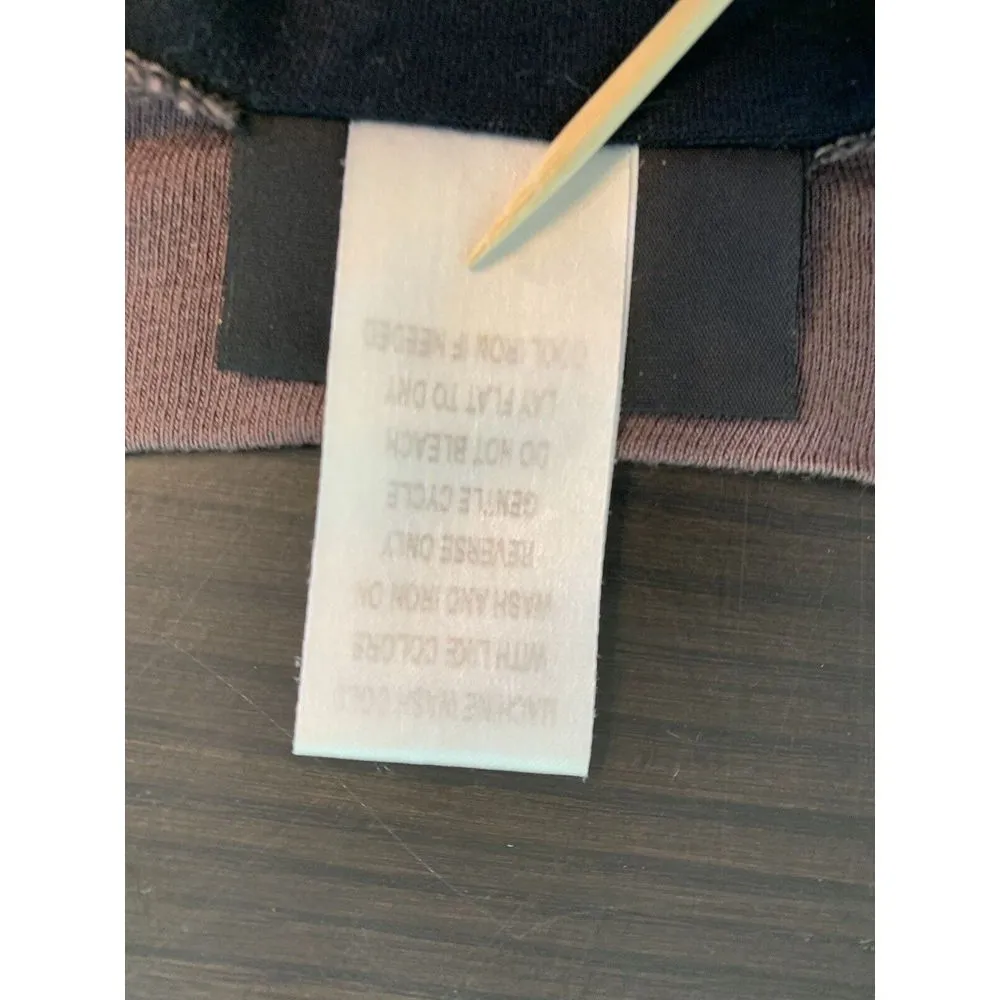 MACHINE WASH COLD
WITH LIKE COLORS
WASH AND IRON ON
REVERSE ONLY
GENTLE CYCLE
DO NOT BLEACH
LAY FLAT TO DRY
COOL IRON IF NEEDED